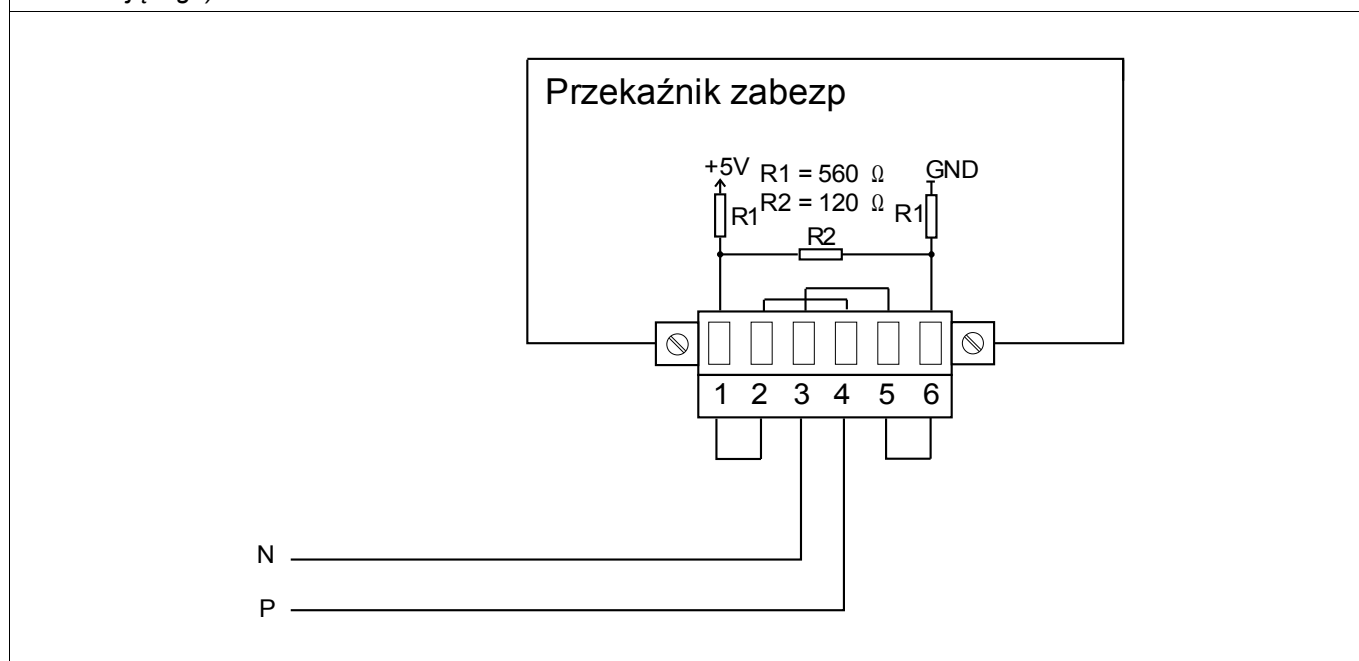 Przekaźnik zabezp
+5V R1 = 560 Ω GND
R1 R2 = 120 Ω R1
R2
1 2 3 4 5 6
N
P